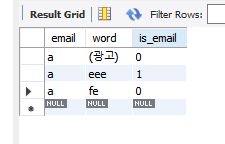 Result Grid Filter Rows:
email word is_email
a (광고) 0
a eee 1
a fe 0
NULL NULL NULL